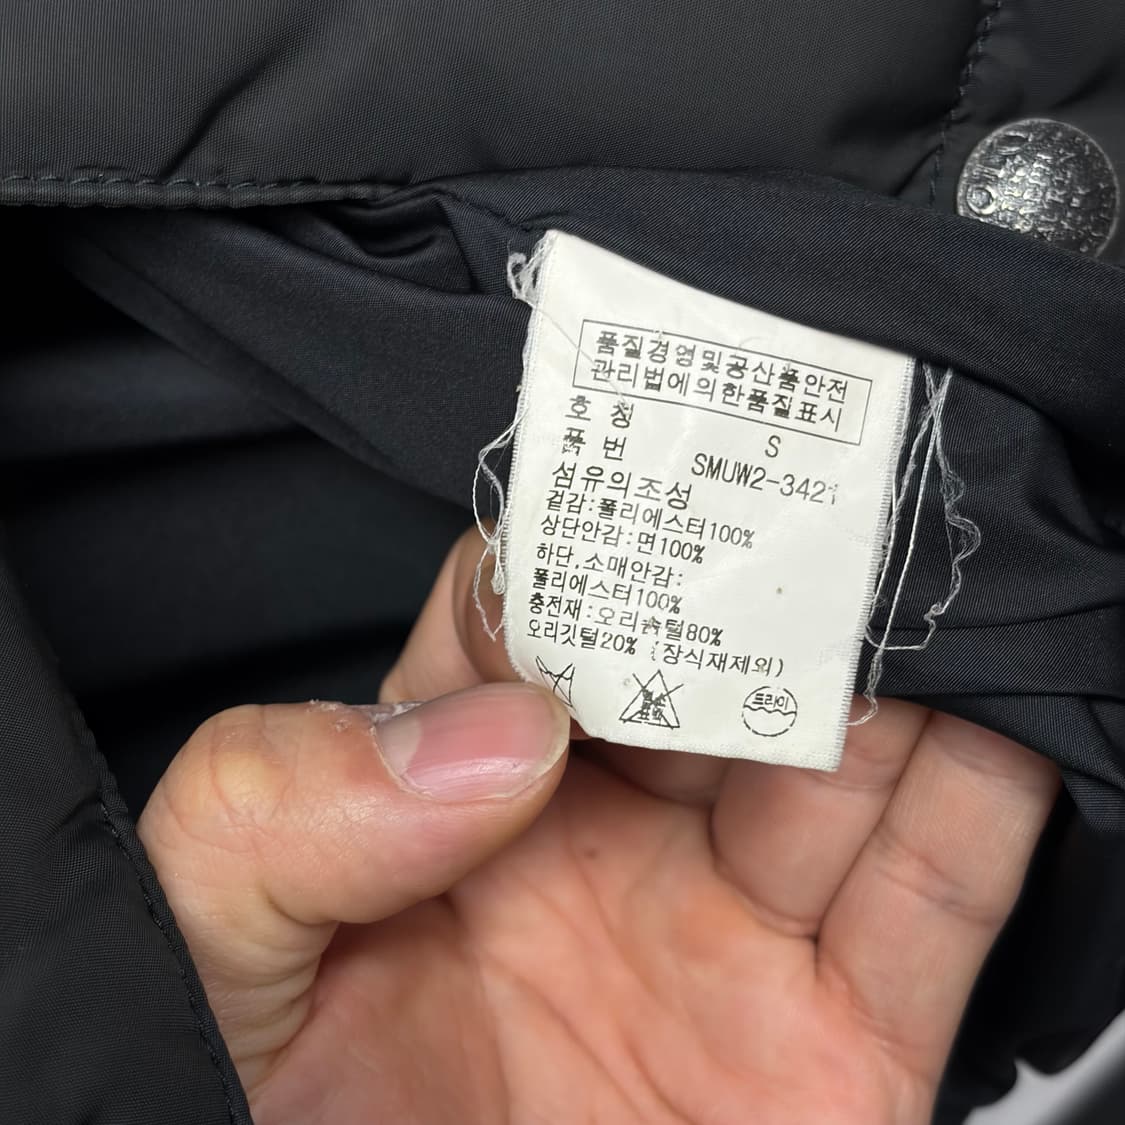 품질경영및공산품안전
관리법에의한품질표시
호 칭 S
품 번 SMUW2-3421
섬유의조성
겉감:폴리에스터100%
상단안감:면100%
하단,소매안감:
폴리에스터100%
충전재:오리솜털80%
오리깃털20% (장식재제외)
드라이